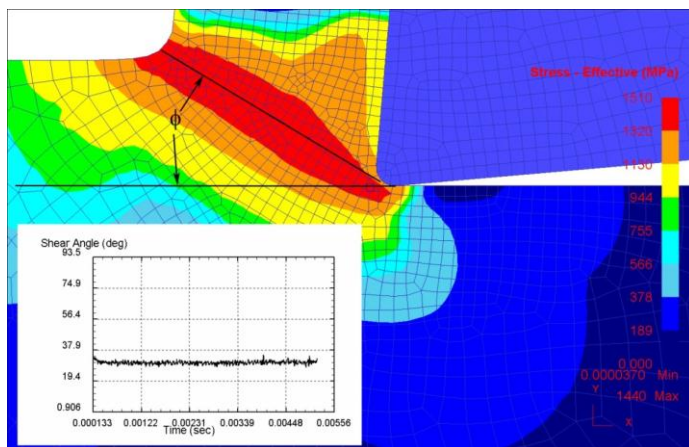 Stress - Effective (MPa)
1510
1320
1130
944
755
566
378
189
0.000
0.0000370 Min
1440 Max
Y
X
ϕ
Shear Angle (deg)
93.5
74.9
56.4
37.9
19.4
0.906
0.000133 0.00122 0.00231 0.00339 0.00448 0.00556
Time (sec)